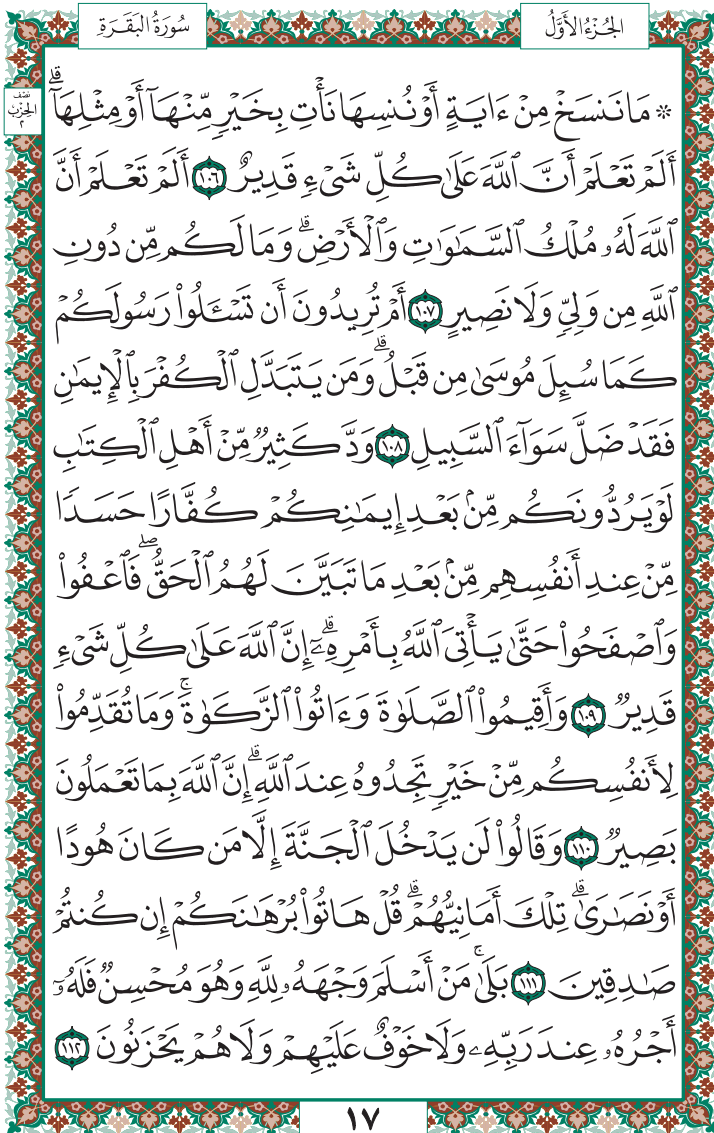 الجُزْءُ الأَوَّلُ
سُورَةُ البَقَرَةِ
نصف الحزب ٢
۞ مَا نَنسَخْ مِنْ ءَايَةٍ أَوْ نُنسِهَا نَأْتِ بِخَيْرٍ مِّنْهَآ أَوْ مِثْلِهَآۗ
أَلَمْ تَعْلَمْ أَنَّ ٱللَّهَ عَلَىٰ كُلِّ شَىْءٍ قَدِيرٌ ١٠٦ أَلَمْ تَعْلَمْ أَنَّ
ٱللَّهَ لَهُۥ مُلْكُ ٱلسَّمَـٰوَٰتِ وَٱلْأَرْضِۗ وَمَا لَكُم مِّن دُونِ
ٱللَّهِ مِن وَلِىٍّ وَلَا نَصِيرٍ ١٠٧ أَمْ تُرِيدُونَ أَن تَسْـَٔلُوا۟ رَسُولَكُمْ
كَمَا سُئِلَ مُوسَىٰ مِن قَبْلُۗ وَمَن يَتَبَدَّلِ ٱلْكُفْرَ بِٱلْإِيمَـٰنِ
فَقَدْ ضَلَّ سَوَآءَ ٱلسَّبِيلِ ١٠٨ وَدَّ كَثِيرٌ مِّنْ أَهْلِ ٱلْكِتَـٰبِ
لَوْ يَرُدُّونَكُم مِّنۢ بَعْدِ إِيمَـٰنِكُمْ كُفَّارًا حَسَدًا
مِّنْ عِندِ أَنفُسِهِم مِّنۢ بَعْدِ مَا تَبَيَّنَ لَهُمُ ٱلْحَقُّۖ فَٱعْفُوا۟
وَٱصْفَحُوا۟ حَتَّىٰ يَأْتِىَ ٱللَّهُ بِأَمْرِهِۦٓۗ إِنَّ ٱللَّهَ عَلَىٰ كُلِّ شَىْءٍ
قَدِيرٌ ١٠٩ وَأَقِيمُوا۟ ٱلصَّلَوٰةَ وَءَاتُوا۟ ٱلزَّكَوٰةَۚ وَمَا تُقَدِّمُوا۟
لِأَنفُسِكُم مِّنْ خَيْرٍ تَجِدُوهُ عِندَ ٱللَّهِۗ إِنَّ ٱللَّهَ بِمَا تَعْمَلُونَ
بَصِيرٌ ١١٠ وَقَالُوا۟ لَن يَدْخُلَ ٱلْجَنَّةَ إِلَّا مَن كَانَ هُودًا
أَوْ نَصَـٰرَىٰۗ تِلْكَ أَمَانِيُّهُمْۗ قُلْ هَاتُوا۟ بُرْهَـٰنَكُمْ إِن كُنتُمْ
صَـٰدِقِينَ ١١١ بَلَىٰۚ مَنْ أَسْلَمَ وَجْهَهُۥ لِلَّهِ وَهُوَ مُحْسِنٌ فَلَهُۥٓ
أَجْرُهُۥ عِندَ رَبِّهِۦ وَلَا خَوْفٌ عَلَيْهِمْ وَلَا هُمْ يَحْزَنُونَ ١١٢
١٧